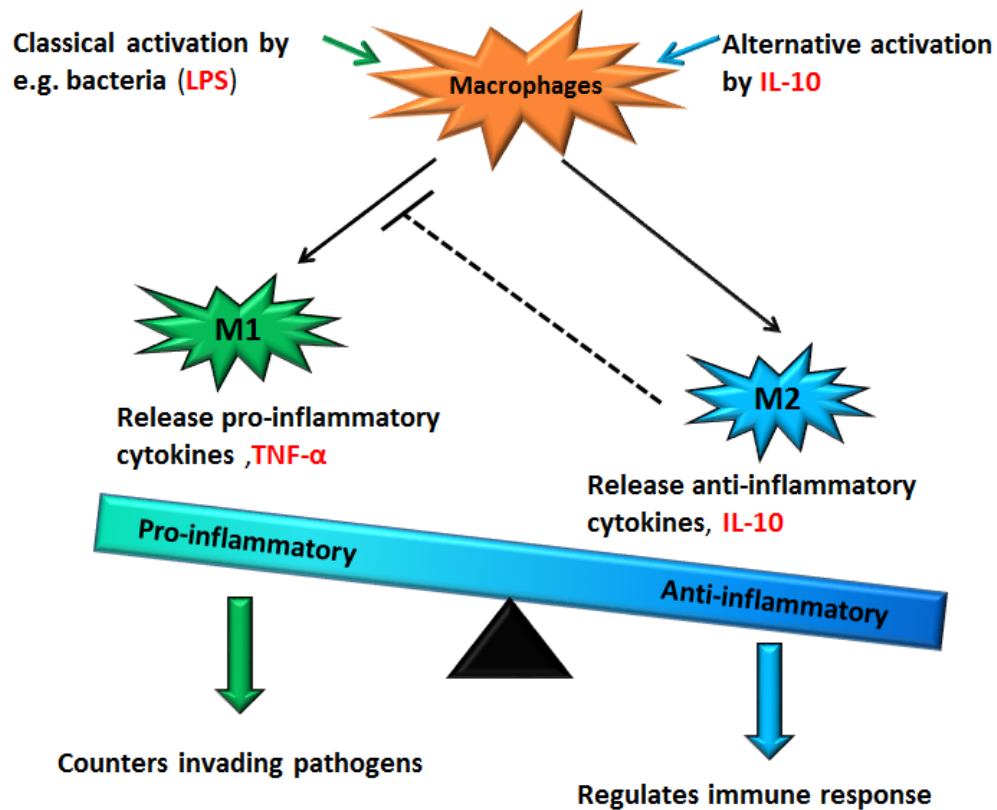 Classical activation by
e.g. bacteria (LPS)
Macrophages
Alternative activation
by IL-10
M1
M2
Release pro-inflammatory
cytokines ,TNF-α
Release anti-inflammatory
cytokines, IL-10
Pro-inflammatory
Anti-inflammatory
Counters invading pathogens
Regulates immune response